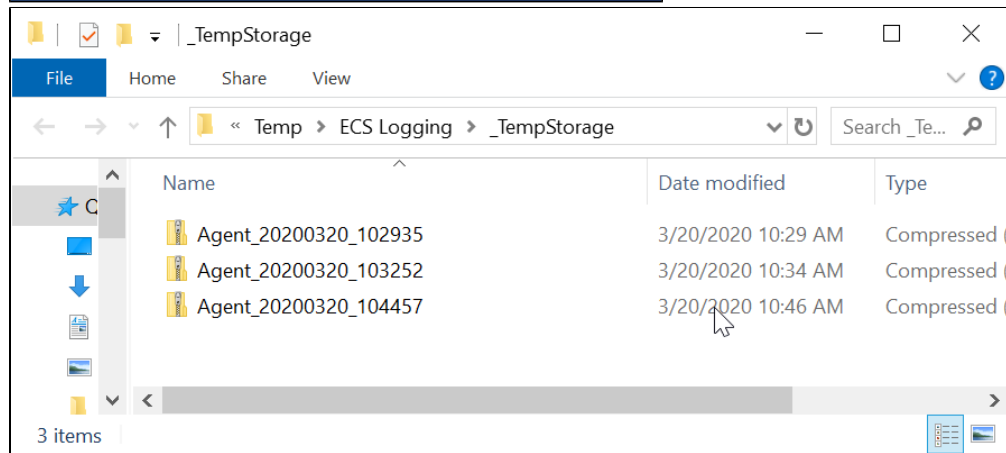 _TempStorage
File Home Share View
« Temp > ECS Logging > _TempStorage Search _Te...
Name Date modified Type
Agent_20200320_102935 3/20/2020 10:29 AM Compressed (
Agent_20200320_103252 3/20/2020 10:34 AM Compressed (
Agent_20200320_104457 3/20/2020 10:46 AM Compressed (
3 items